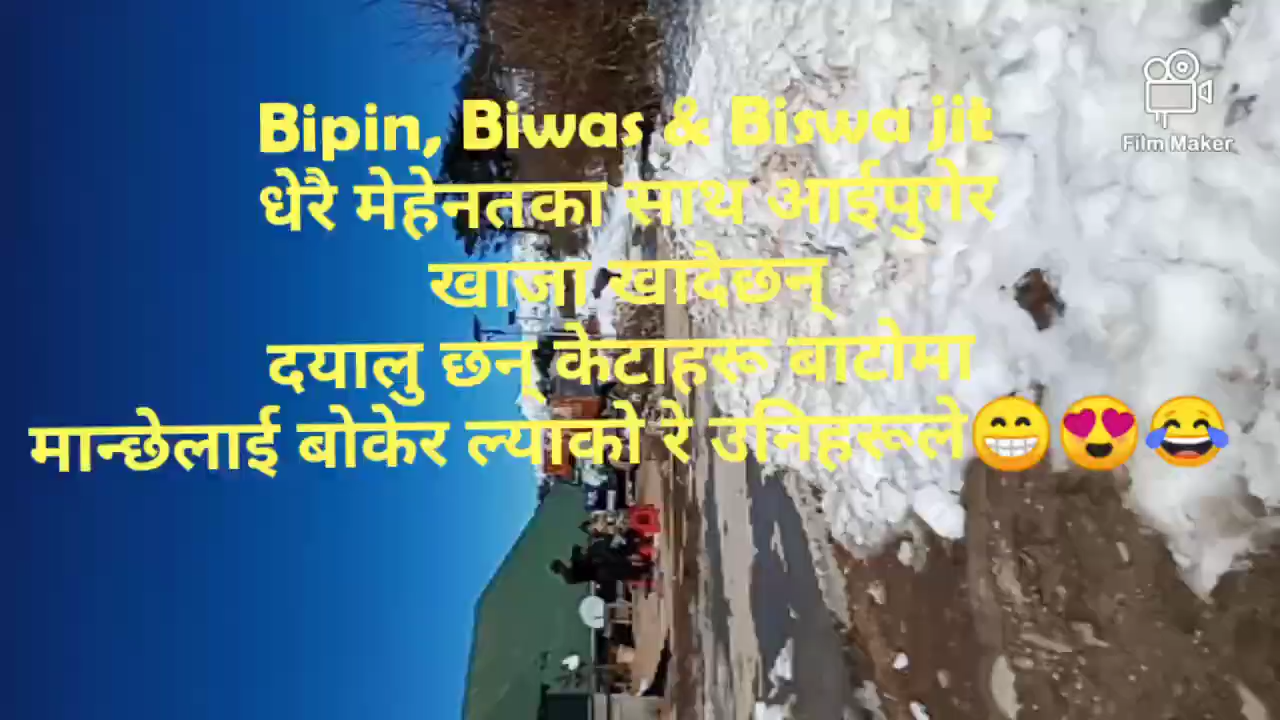 Bipin, Biwas & Biswa jit
धेरै मेहेनतका साथ आईपुगेर
खाजा खादैछन्
दयालु छन् केटाहरू बाटोमा
मान्छेलाई बोकेर ल्याको रे उनिहरूले😁😍😂
Film Maker